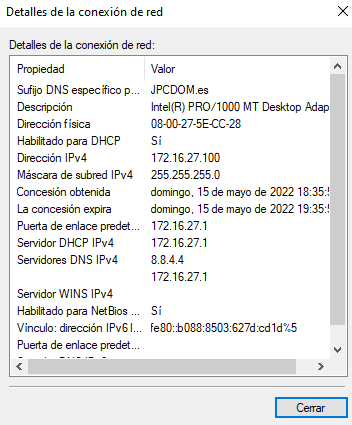 Detalles de la conexión de red
Detalles de la conexión de red:
Propiedad Valor
Sufijo DNS específico p... JPCDOM.es
Descripción Intel(R) PRO/1000 MT Desktop Adap
Dirección física 08-00-27-5E-CC-28
Habilitado para DHCP Sí
Dirección IPv4 172.16.27.100
Máscara de subred IPv4 255.255.255.0
Concesión obtenida domingo, 15 de mayo de 2022 18:35:5
La concesión expira domingo, 15 de mayo de 2022 19:35:5
Puerta de enlace predet... 172.16.27.1
Servidor DHCP IPv4 172.16.27.1
Servidores DNS IPv4 8.8.4.4
172.16.27.1
Servidor WINS IPv4
Habilitado para NetBios ... Sí
Vínculo: dirección IPv6 l... fe80::b088:8503:627d:cd1d%5
Puerta de enlace predet...
Cerrar